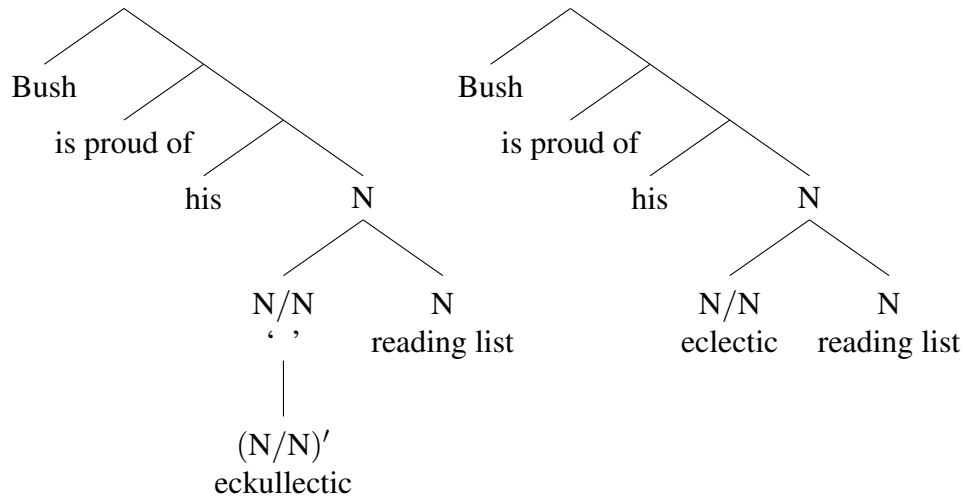 Bush Bush
is proud of is proud of
his N his N
N/N N N/N N
‘ ’ reading list eclectic reading list
(N/N)′
eckullectic